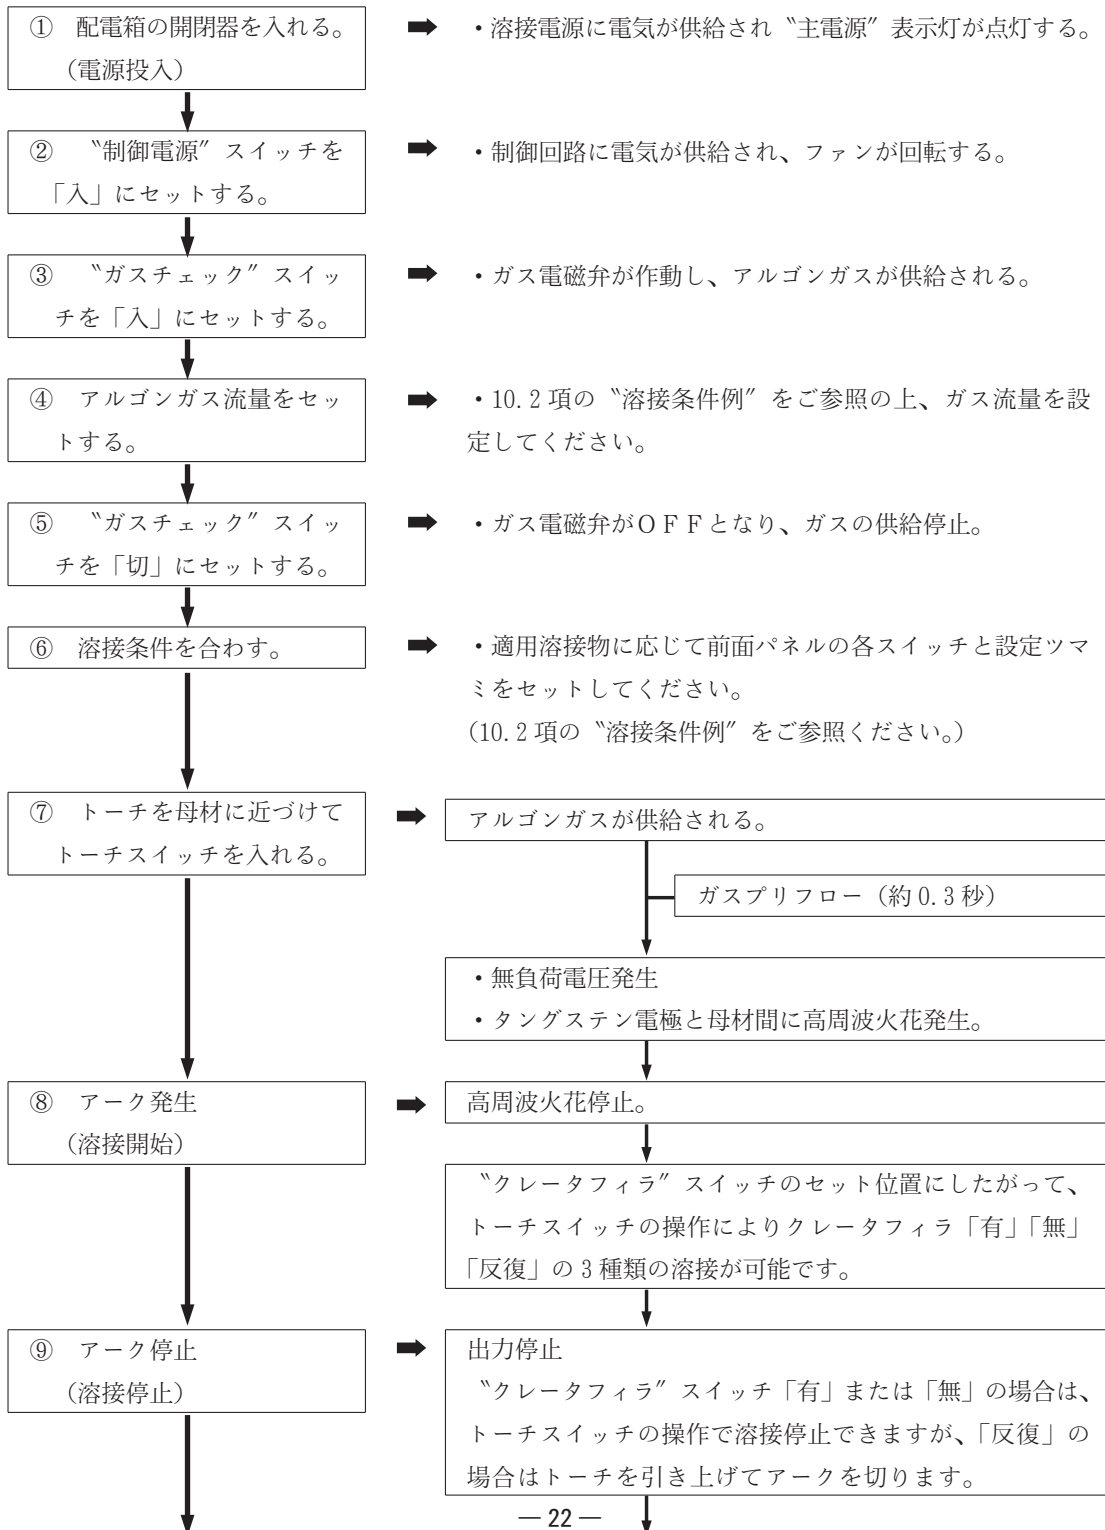 ① 配電箱の開閉器を入れる。
（電源投入）
・溶接電源に電気が供給され〝主電源〞表示灯が点灯する。
② 〝制御電源〞スイッチを
「入」にセットする。
・制御回路に電気が供給され、ファンが回転する。
③ 〝ガスチェック〞スイッ
チを「入」にセットする。
・ガス電磁弁が作動し、アルゴンガスが供給される。
④ アルゴンガス流量をセッ
トする。
・10.2項の〝溶接条件例〞をご参照の上、ガス流量を設
定してください。
⑤ 〝ガスチェック〞スイッ
チを「切」にセットする。
・ガス電磁弁がＯＦＦとなり、ガスの供給停止。
⑥ 溶接条件を合わす。
・適用溶接物に応じて前面パネルの各スイッチと設定ツマ
ミをセットしてください。
（10.2項の〝溶接条件例〞をご参照ください。）
⑦ トーチを母材に近づけて
トーチスイッチを入れる。
アルゴンガスが供給される。
ガスプリフロー（約0.3秒）
・無負荷電圧発生
・タングステン電極と母材間に高周波火花発生。
⑧ アーク発生
（溶接開始）
高周波火花停止。
〝クレータフィラ〞スイッチのセット位置にしたがって、
トーチスイッチの操作によりクレータフィラ「有」「無」
「反復」の3種類の溶接が可能です。
⑨ アーク停止
（溶接停止）
出力停止
〝クレータフィラ〞スイッチ「有」または「無」の場合は、
トーチスイッチの操作で溶接停止できますが、「反復」の
場合はトーチを引き上げてアークを切ります。
― 22 ―